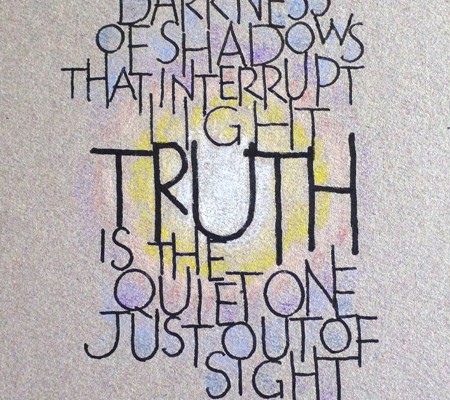 DARKNESS
OF SHADOWS
THAT INTERRUPT
LIGHT
TRUTH
IS THE
QUIET ONE
JUST OUT OF
SIGHT